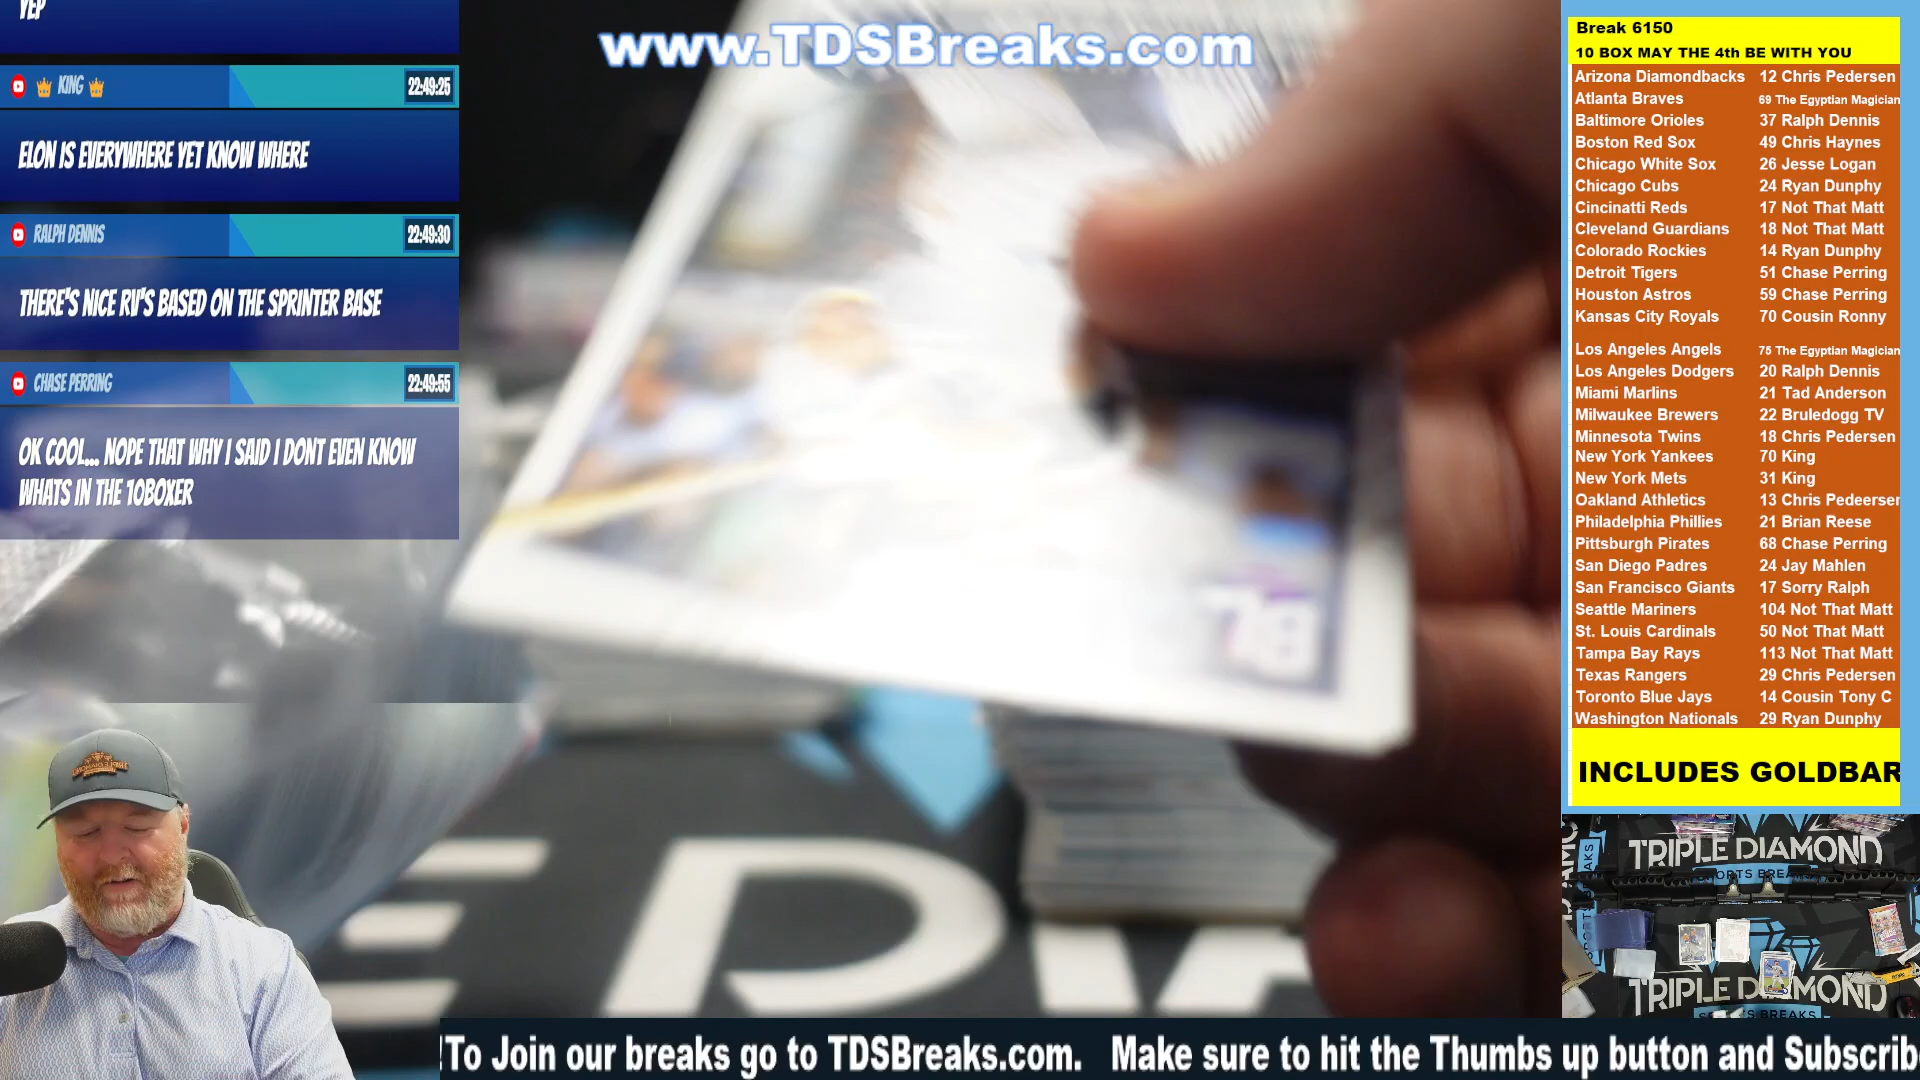 YEP
KING
22:49:25
ELON IS EVERYWHERE YET KNOW WHERE
RALPH DENNIS
22:49:30
THERE'S NICE RV'S BASED ON THE SPRINTER BASE
CHASE PERRING
22:49:55
OK COOL... NOPE THAT WHY I SAID I DONT EVEN KNOW
WHATS IN THE 10BOXER
www.TDSBreaks.com
78
Break 6150
10 BOX MAY THE 4th BE WITH YOU
Arizona Diamondbacks 12 Chris Pedersen
Atlanta Braves 69 The Egyptian Magician
Baltimore Orioles 37 Ralph Dennis
Boston Red Sox 49 Chris Haynes
Chicago White Sox 26 Jesse Logan
Chicago Cubs 24 Ryan Dunphy
Cincinatti Reds 17 Not That Matt
Cleveland Guardians 18 Not That Matt
Colorado Rockies 14 Ryan Dunphy
Detroit Tigers 51 Chase Perring
Houston Astros 59 Chase Perring
Kansas City Royals 70 Cousin Ronny
Los Angeles Angels 75 The Egyptian Magician
Los Angeles Dodgers 20 Ralph Dennis
Miami Marlins 21 Tad Anderson
Milwaukee Brewers 22 Bruledogg TV
Minnesota Twins 18 Chris Pedersen
New York Yankees 70 King
New York Mets 31 King
Oakland Athletics 13 Chris Pedeersen
Philadelphia Phillies 21 Brian Reese
Pittsburgh Pirates 68 Chase Perring
San Diego Padres 24 Jay Mahlen
San Francisco Giants 17 Sorry Ralph
Seattle Mariners 104 Not That Matt
St. Louis Cardinals 50 Not That Matt
Tampa Bay Rays 113 Not That Matt
Texas Rangers 29 Chris Pedersen
Toronto Blue Jays 14 Cousin Tony C
Washington Nationals 29 Ryan Dunphy
INCLUDES GOLDBAR
TRIPLE DIAMOND
SPORTS BREAKS
TRIPLE DIAMOND
SPORTS BREAKS
!To Join our breaks go to TDSBreaks.com. Make sure to hit the Thumbs up button and Subscrib